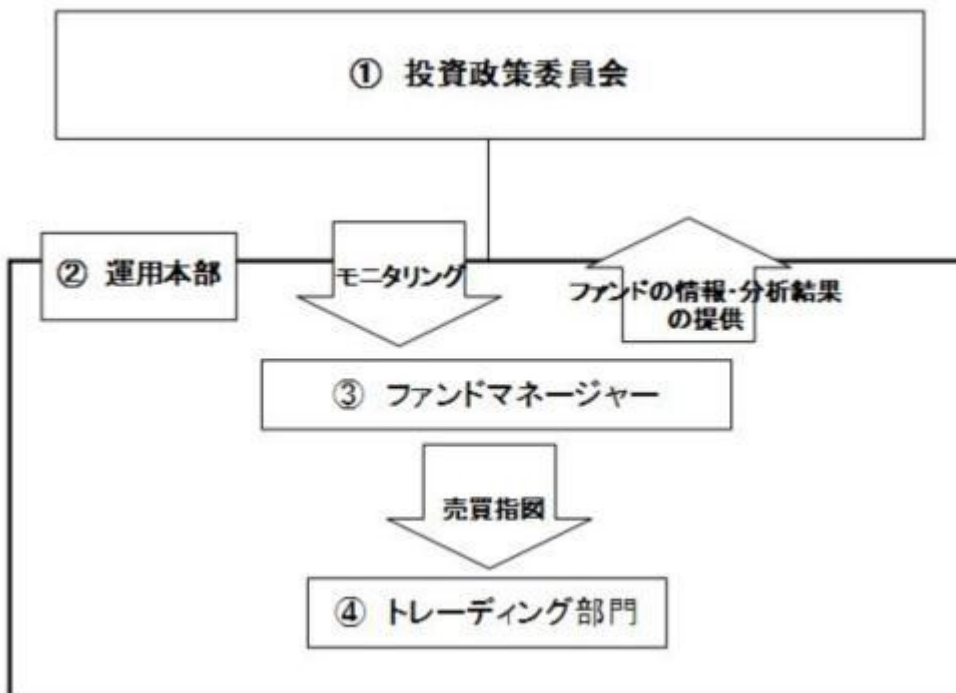 ① 投資政策委員会
② 運用本部
モニタリング
ファンドの情報・分析結果
の提供
③ ファンドマネージャー
売買指図
④ トレーディング部門